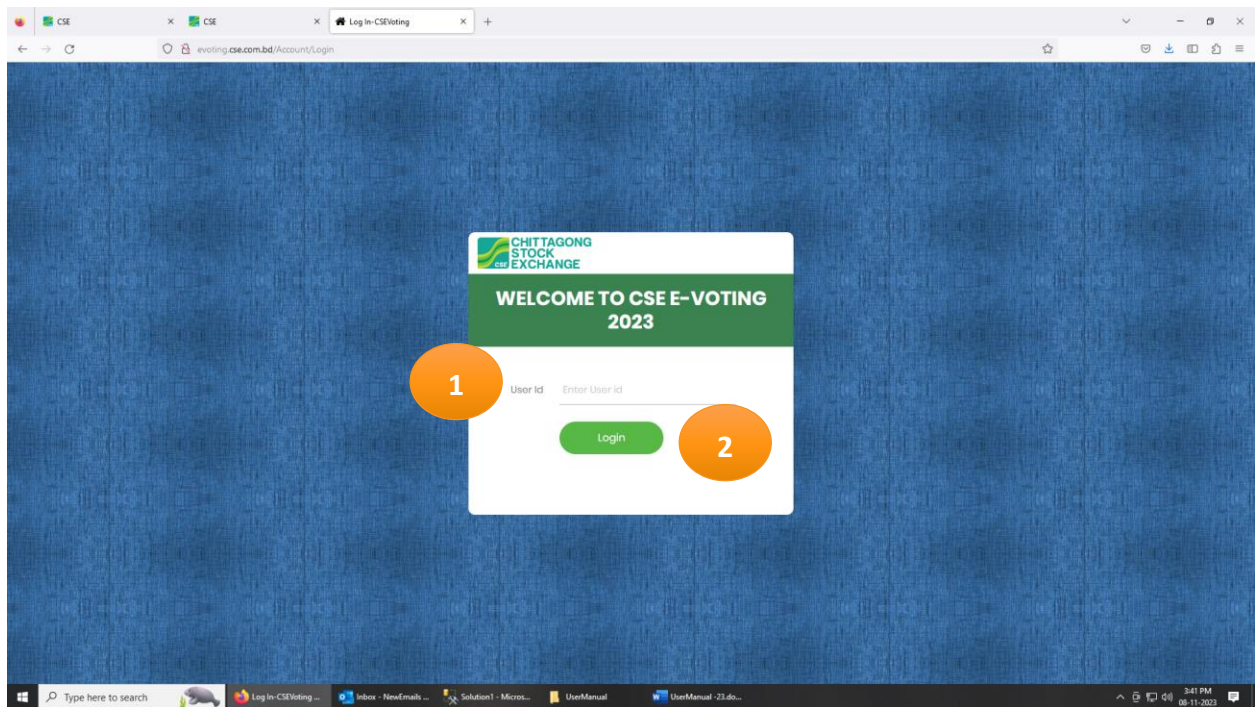 CSE
CSE
Log In-CSEVoting
evoting.cse.com.bd/Account/Login
CHITTAGONG
STOCK
CSE EXCHANGE
WELCOME TO CSE E-VOTING
2023
1
User Id Enter User id
Login
2
Type here to search
Log In-CSEVoting ...
Inbox - NewEmails ...
Solution1 - Micros...
UserManual
UserManual -23.do...
3:41 PM
08-11-2023